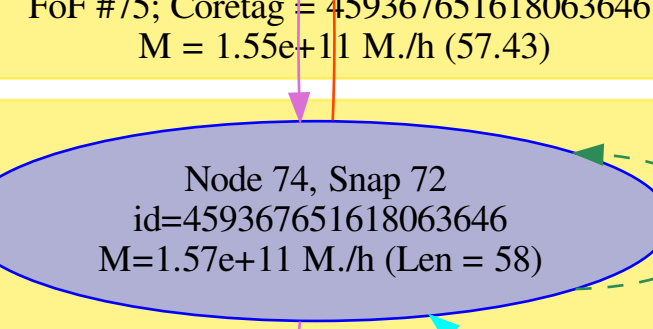 FoF #75; Coretag = 459367651618063646
M = 1.55e+11 M./h (57.43)
Node 74, Snap 72
id=459367651618063646
M=1.57e+11 M./h (Len = 58)